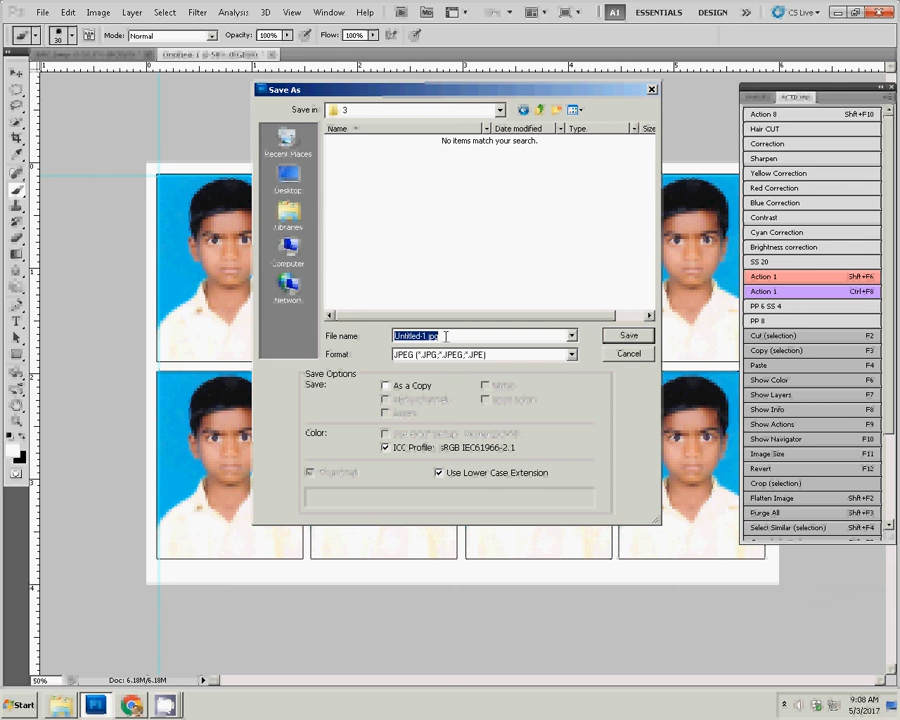 File Edit Image Layer Select Filter Analysis 3D View Window Help
A1 ESSENTIALS DESIGN CS Live
30 Mode: Normal Opacity: 100% Flow: 100%
Save As
Save in: 3
Name Date modified Type Size
No items match your search.
Recent Places
Desktop
Libraries
Computer
Network
File name: Untitled-1.jpg Save
Format: JPEG (*.JPG;*.JPEG;*.JPE) Cancel
Save Options
Save: As a Copy
Color:
ICC Profile: sRGB IEC61966-2.1
Use Lower Case Extension
Action 8 Shft+F10
Hair CUT
Correction
Sharpen
Yellow Correction
Red Correction
Blue Correction
Contrast
Cyan Correction
Brightness correction
SS 20
Action 1 Shft+F6
Action 1 Ctrl+F8
PP 6 SS 4
PP 8
Cut (selection) F2
Copy (selection) F3
Paste F4
Show Color F6
Show Layers F7
Show Info F8
Show Actions F9
Show Navigator F10
Image Size F11
Revert F12
Crop (selection)
Flatten Image Shft+F2
Purge All Shft+F3
Select Similar (selection) Shft+F4
50% Doc: 6.18M/6.18M
Start
9:08 AM
5/3/2017